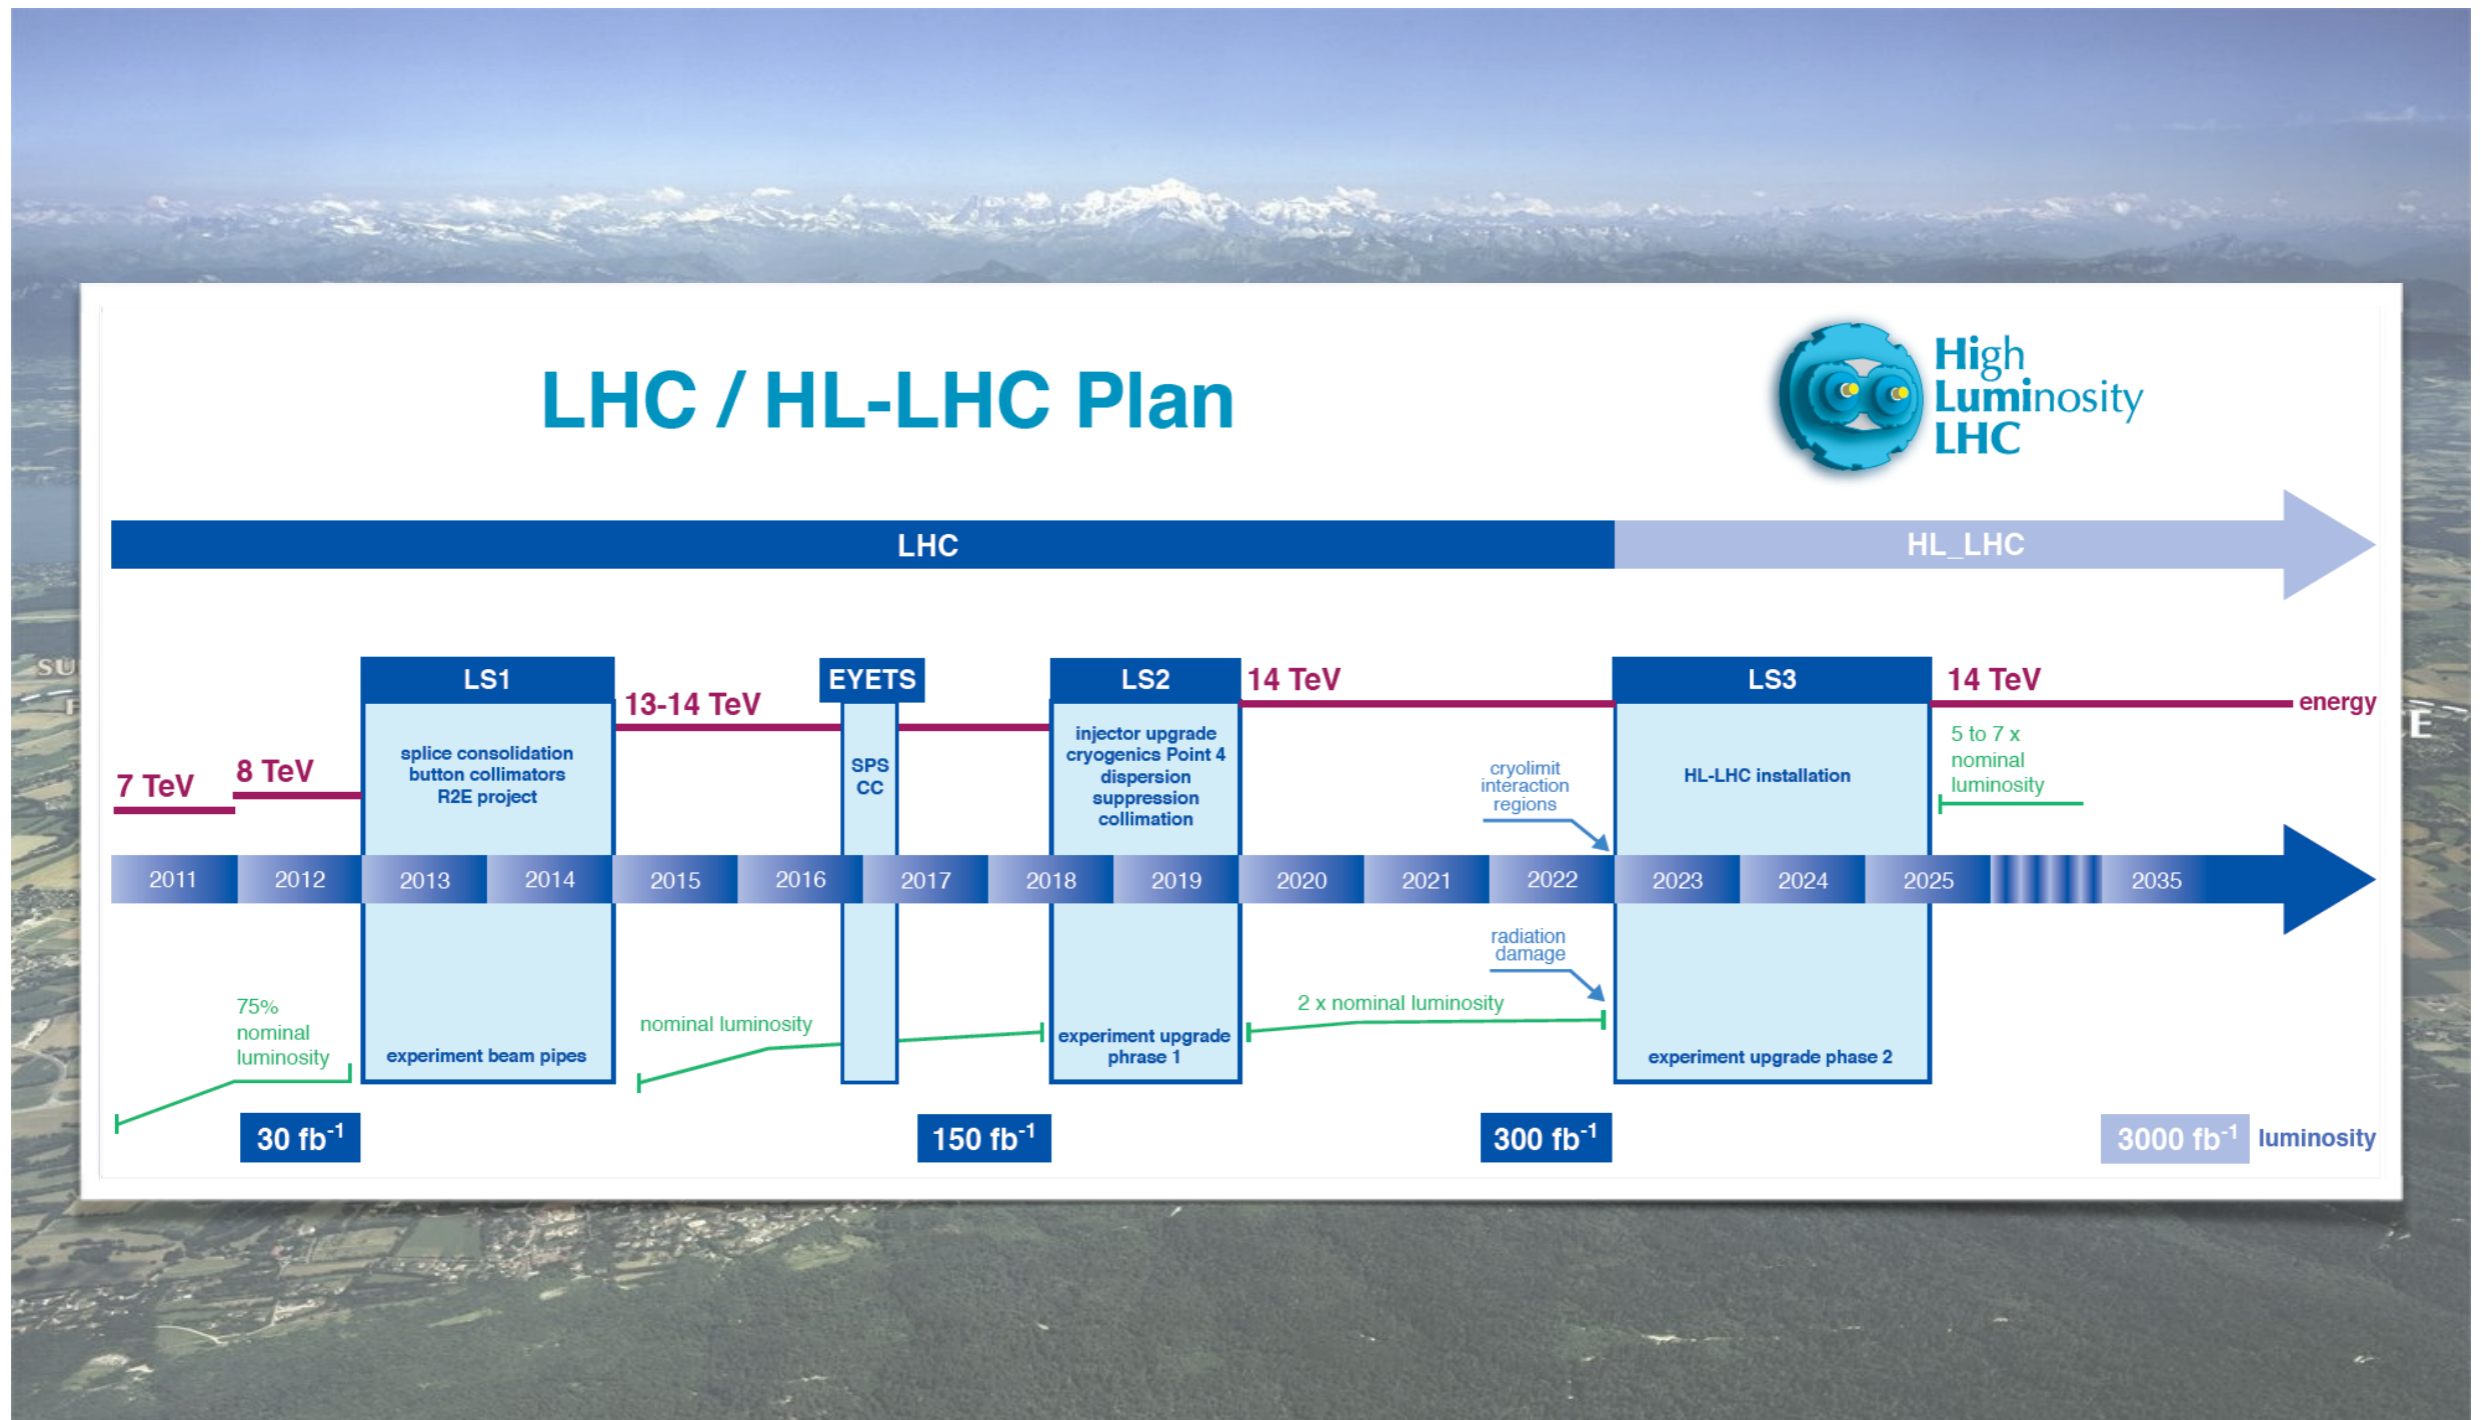 LHC / HL-LHC Plan
High
Luminosity
LHC
LHC
HL_LHC
LS1
EYETS
LS2
14 TeV
LS3
14 TeV
13-14 TeV
energy
7 TeV
8 TeV
splice consolidation
button collimators
R2E project
SPS
CC
injector upgrade
cryogenics Point 4
dispersion
suppression
collimation
cryolimit
interaction
regions
HL-LHC installation
5 to 7 x
nominal
luminosity
2011
2012
2013
2014
2015
2016
2017
2018
2019
2020
2021
2022
2023
2024
2025
2035
radiation
damage
75%
nominal
luminosity
experiment beam pipes
nominal luminosity
experiment upgrade
phrase 1
2 x nominal luminosity
experiment upgrade phase 2
30 fb-1
150 fb-1
300 fb-1
3000 fb-1
luminosity